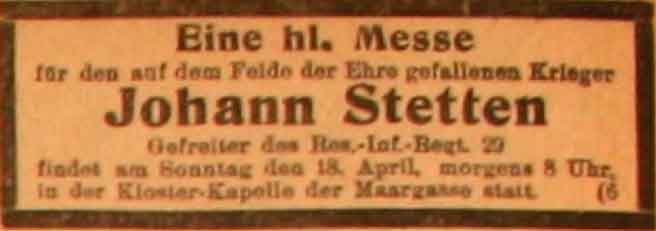 Eine hl. Messe
für den auf dem Felde der Ehre gefallenen Krieger
Johann Stetten
Gefreiter des Res.-Inf.-Regt. 29
findet am Sonntag den 18. April, morgens 8 Uhr,
in der Kloster-Kapelle der Maargasse statt. (6